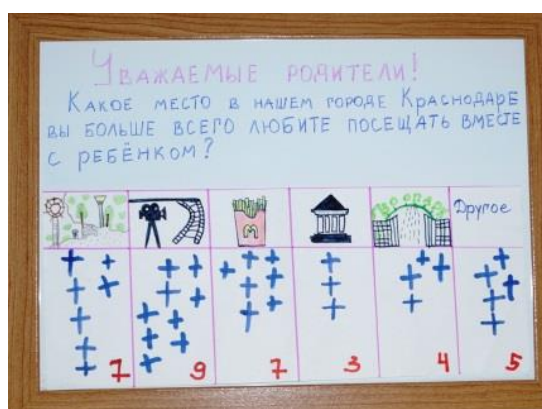 Уважаемые родители!
Какое место в нашем городе Краснодаре
вы больше всего любите посещать вместе
с ребёнком?
M
Зоопарк
Другое
7 9 7 3 4 5